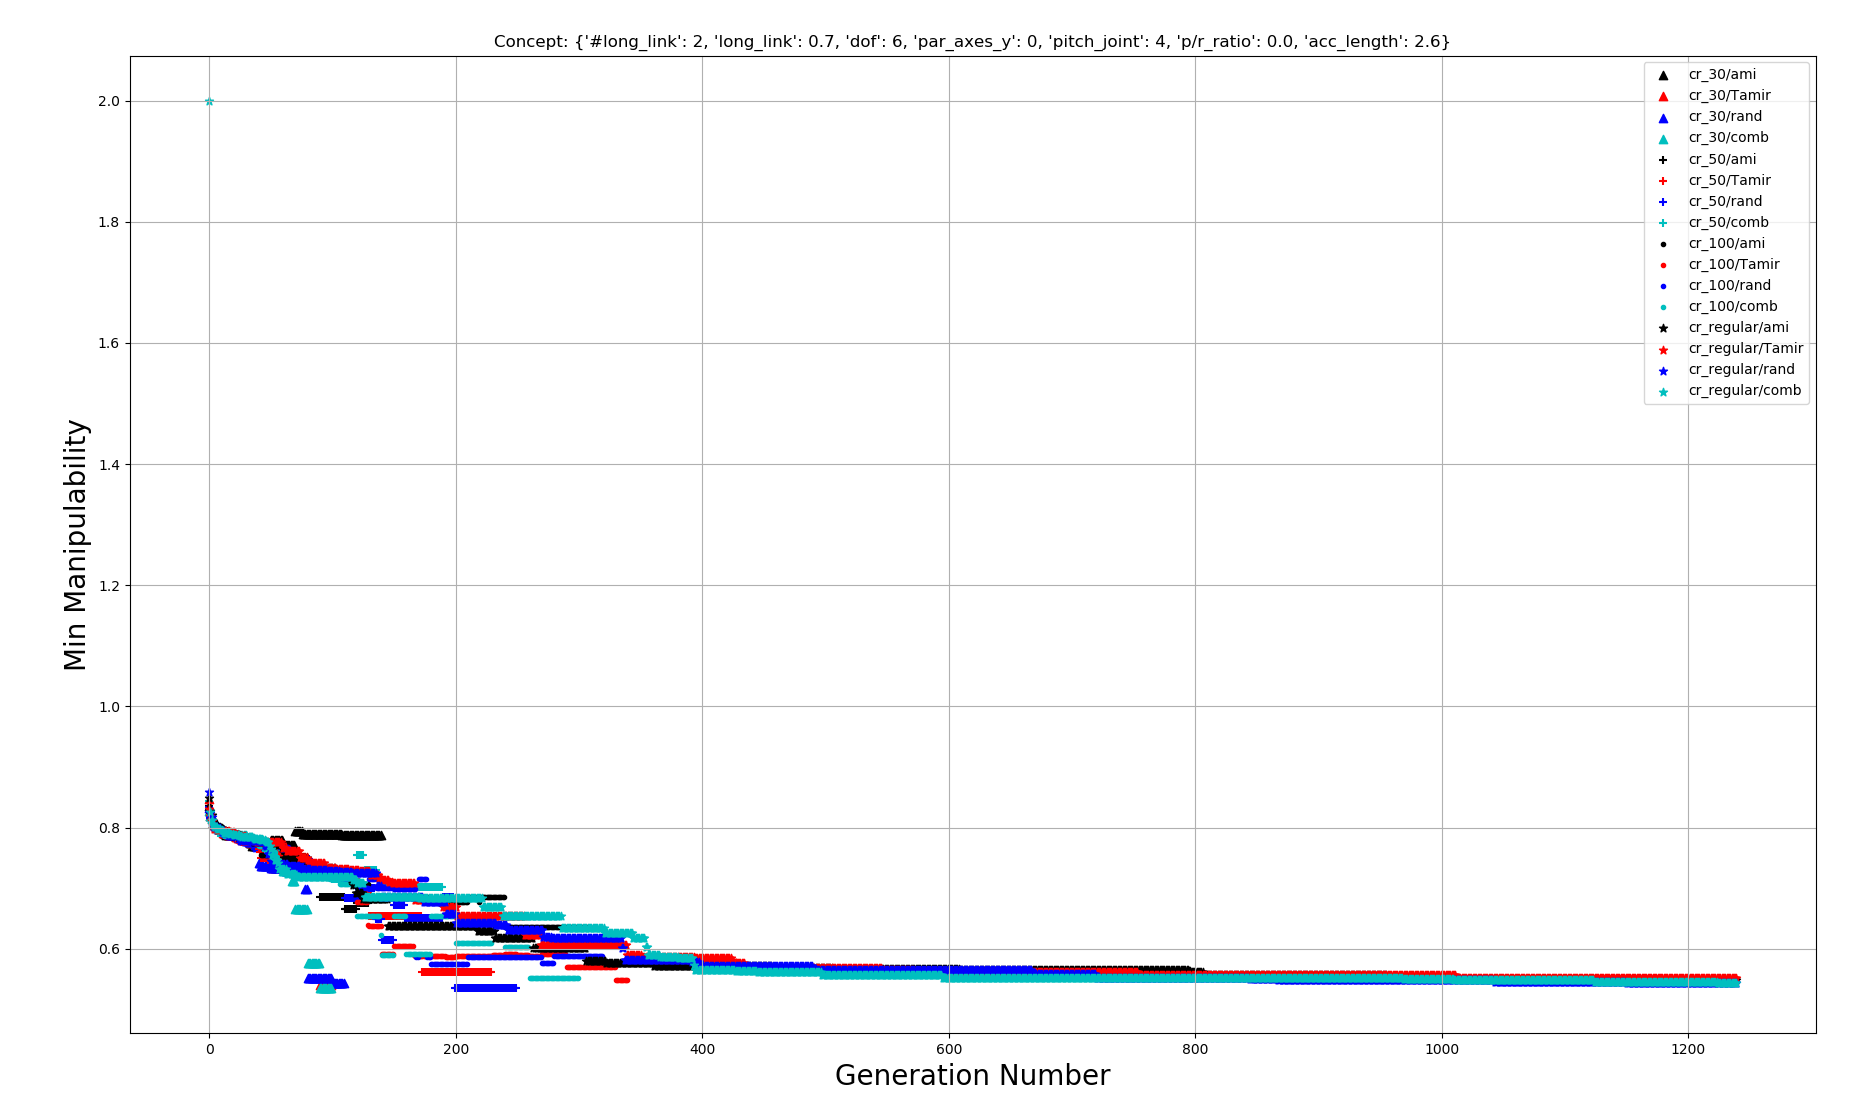 Concept: {'#long_link': 2, 'long_link': 0.7, 'dof': 6, 'par_axes_y': 0, 'pitch_joint': 4, 'p/r_ratio': 0.0, 'acc_length': 2.6}
cr_30/ami
cr_30/Tamir
cr_30/rand
cr_30/comb
cr_50/ami
cr_50/Tamir
cr_50/rand
cr_50/comb
cr_100/ami
cr_100/Tamir
cr_100/rand
cr_100/comb
cr_regular/ami
cr_regular/Tamir
cr_regular/rand
cr_regular/comb
Min Manipulability
2.0
1.8
1.6
1.4
1.2
1.0
0.8
0.6
0 200 400 600 800 1000 1200
Generation Number